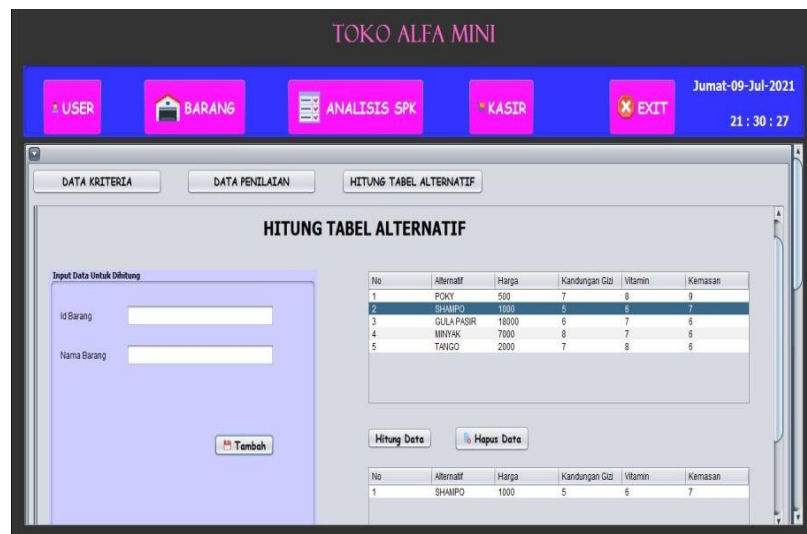 TOKO ALFA MINI
USER
BARANG
ANALISIS SPK
KASIR
EXIT
Jumat-09-Jul-2021
21 : 30 : 27
DATA KRITERIA
DATA PENILAIAN
HITUNG TABEL ALTERNATIF
HITUNG TABEL ALTERNATIF
Input Data Untuk Dihitung
Id Barang
Nama Barang
Tambah
No Alternatif Harga Kandungan Gizi Vitamin Kemasan
1 POKY 500 7 8 9
2 SHAMPO 1000 5 6 7
3 GULA PASIR 18000 6 7 6
4 MINYAK 7000 8 7 6
5 TANGO 2000 7 8 6
Hitung Data
Hapus Data
No Alternatif Harga Kandungan Gizi Vitamin Kemasan
1 SHAMPO 1000 5 6 7